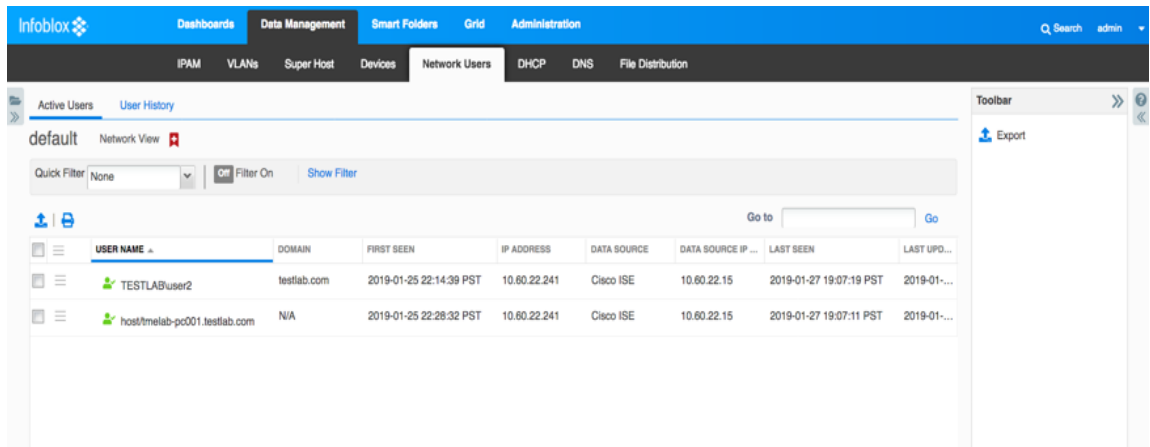 Infoblox Dashboards Data Management Smart Folders Grid Administration Search admin
IPAM VLANs Super Host Devices Network Users DHCP DNS File Distribution
Active Users User History
Toolbar
default Network View
Export
Quick Filter None Off Filter On Show Filter
Go to Go
USER NAME DOMAIN FIRST SEEN IP ADDRESS DATA SOURCE DATA SOURCE IP ... LAST SEEN LAST UPD...
TESTLAB\user2 testlab.com 2019-01-25 22:14:39 PST 10.60.22.241 Cisco ISE 10.60.22.15 2019-01-27 19:07:19 PST 2019-01-...
host/tmelab-pc001.testlab.com N/A 2019-01-25 22:28:32 PST 10.60.22.241 Cisco ISE 10.60.22.15 2019-01-27 19:07:11 PST 2019-01-...